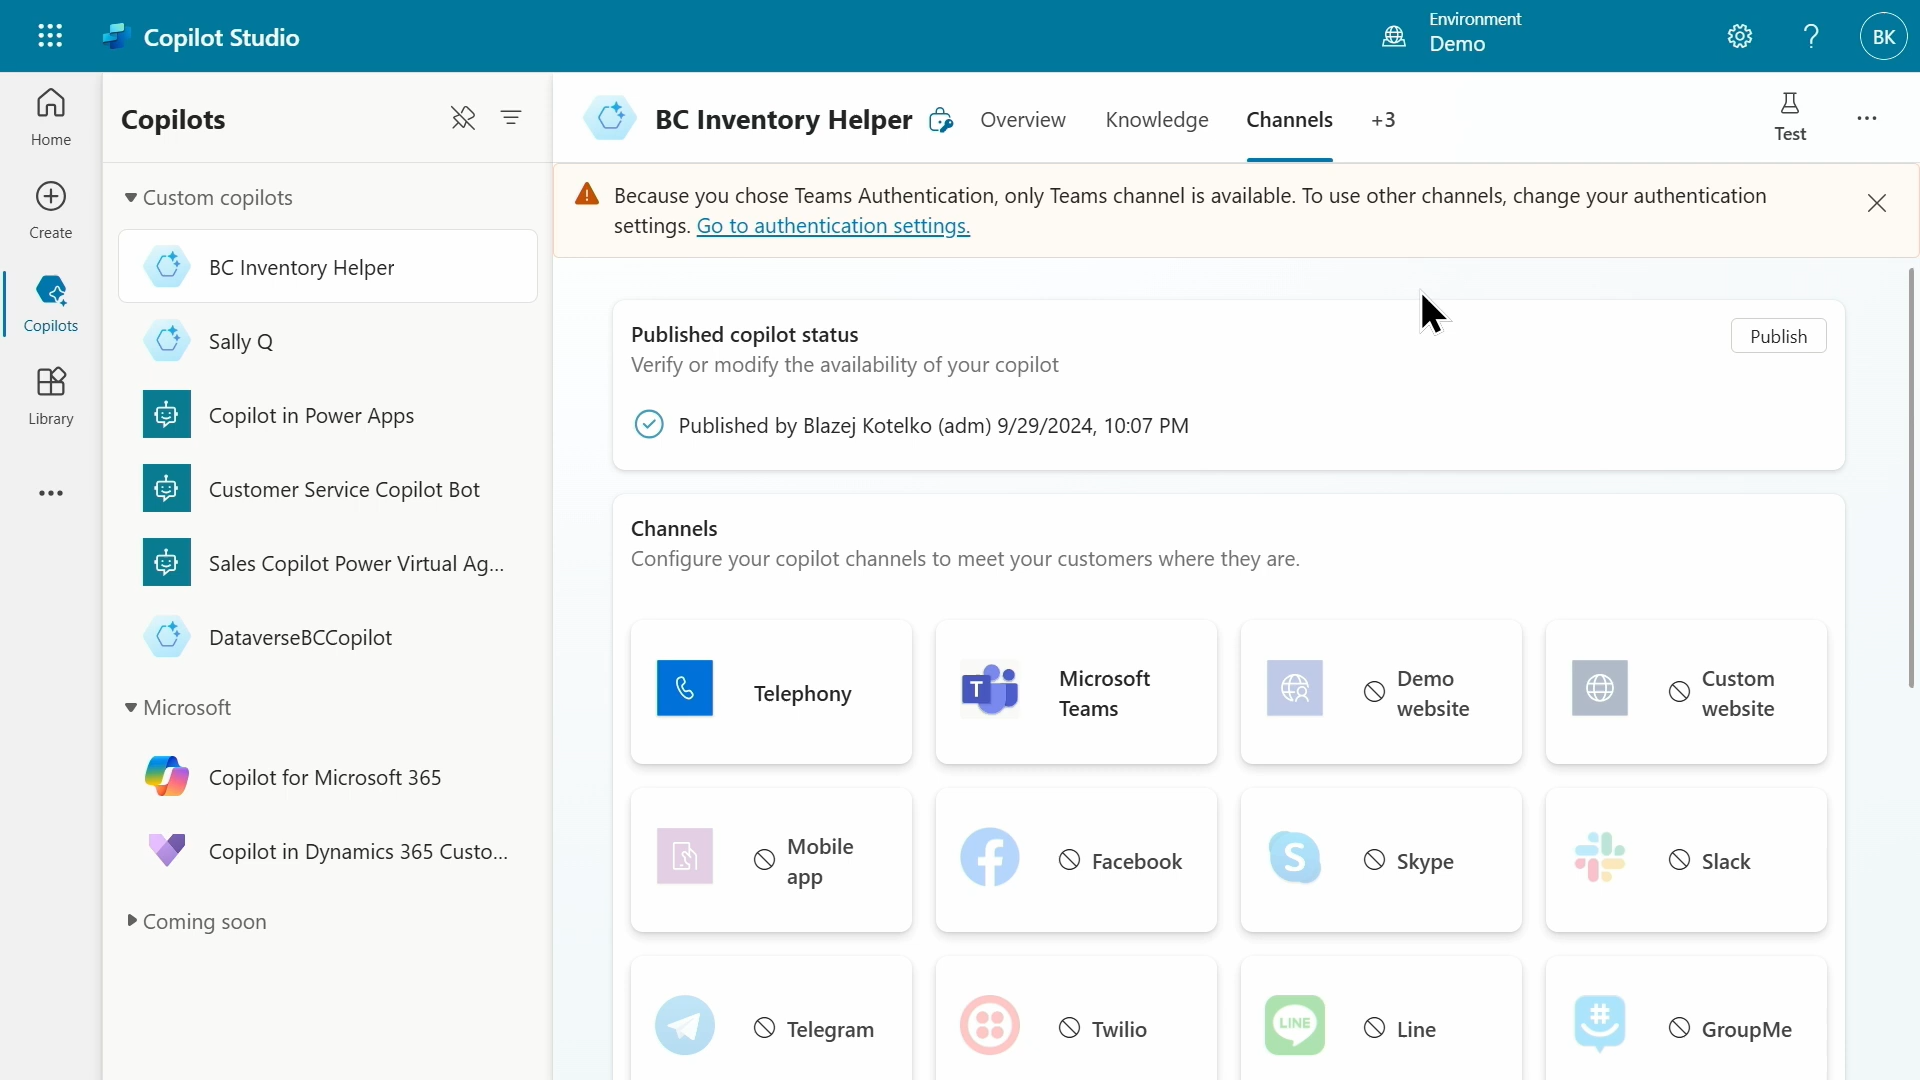 Copilot Studio
Environment
Demo
?
BK
Home
Create
Copilots
Library
Copilots
Custom copilots
BC Inventory Helper
Sally Q
Copilot in Power Apps
Customer Service Copilot Bot
Sales Copilot Power Virtual Ag...
DataverseBCCopilot
Microsoft
Copilot for Microsoft 365
Copilot in Dynamics 365 Custo...
Coming soon
BC Inventory Helper
Overview
Knowledge
Channels
+3
Test
Because you chose Teams Authentication, only Teams channel is available. To use other channels, change your authentication
settings. Go to authentication settings.
Published copilot status
Publish
Verify or modify the availability of your copilot
Published by Blazej Kotelko (adm) 9/29/2024, 10:07 PM
Channels
Configure your copilot channels to meet your customers where they are.
Telephony
T
Microsoft
Teams
Demo
website
Custom
website
Mobile
app
Facebook
S
Skype
Slack
Telegram
Twilio
LINE
Line
#
GroupMe